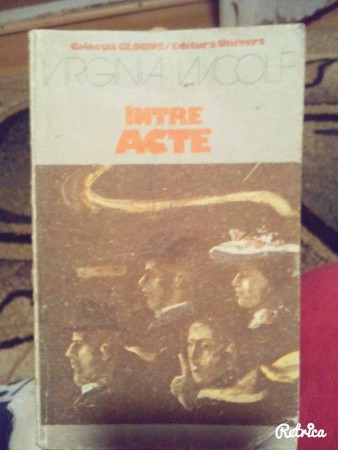 Colecția GLOBUS / Editura Univers
VIRGINIA WOOLF
ÎNTRE
ACTE
Retrica